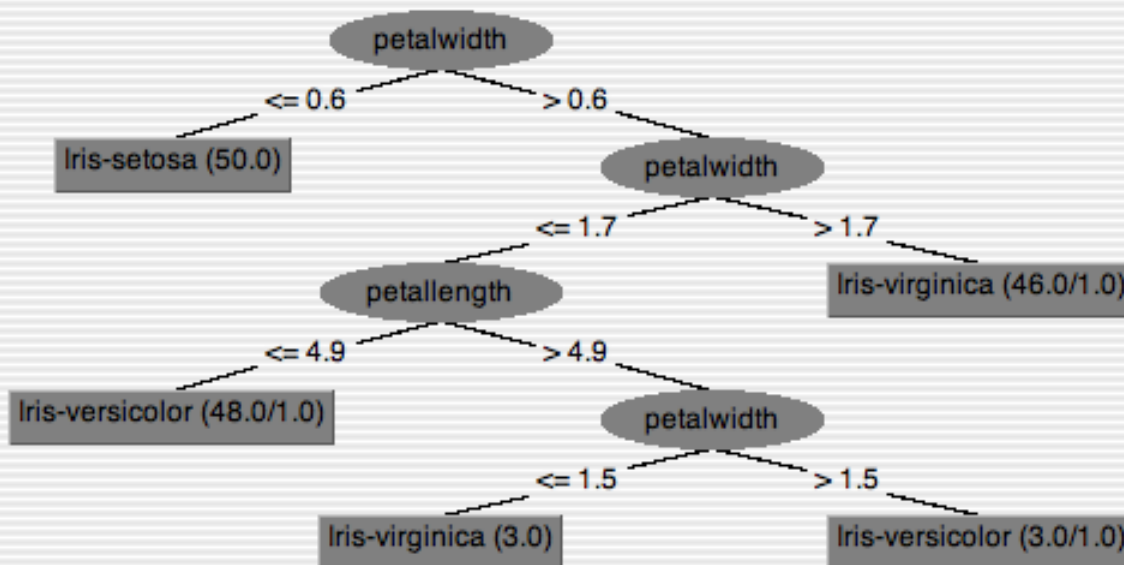 petalwidth
<= 0.6
> 0.6
Iris-setosa (50.0)
petalwidth
<= 1.7
> 1.7
petallength
Iris-virginica (46.0/1.0)
<= 4.9
> 4.9
Iris-versicolor (48.0/1.0)
petalwidth
<= 1.5
> 1.5
Iris-virginica (3.0)
Iris-versicolor (3.0/1.0)